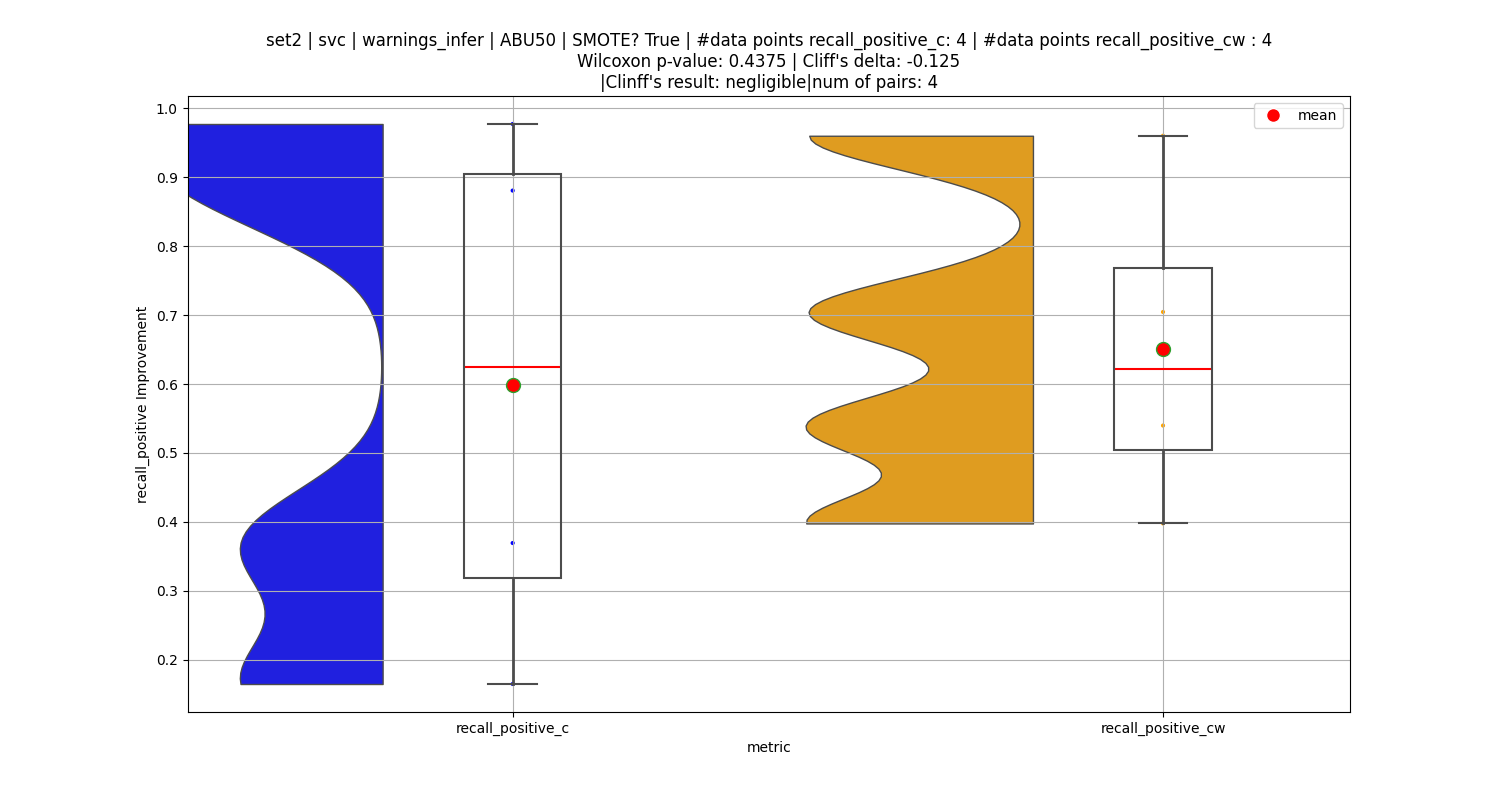 set2 | svc | warnings_infer | ABU50 | SMOTE? True | #data points recall_positive_c: 4 | #data points recall_positive_cw : 4
Wilcoxon p-value: 0.4375 | Cliff's delta: -0.125
|Clinff's result: negligible|num of pairs: 4
mean
1.0
0.9
0.8
0.7
0.6
0.5
0.4
0.3
0.2
recall_positive Improvement
recall_positive_c
recall_positive_cw
metric